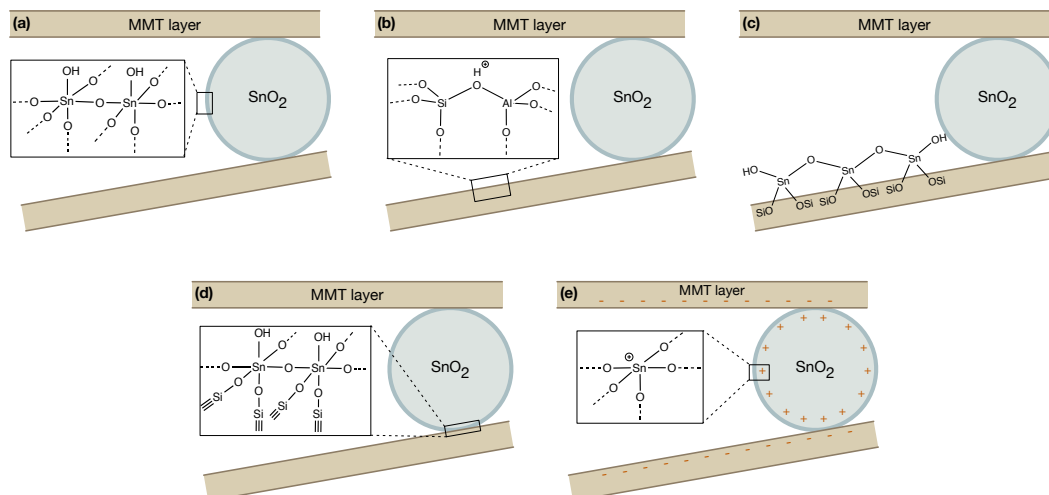 (a) MMT layer
OH OH
O O
O Sn O Sn O
O O O O
SnO2
(b) MMT layer
⊕
H
O O O
O Si Al O
O O
SnO2
(c) MMT layer
SnO2
O OH
O Sn
HO Sn Sn
SiO OSi
SiO OSi SiO OSi
(d) MMT layer
OH OH
O O
O Sn O Sn O
O O O O
Si Si Si Si
SnO2
(e) MMT layer
- - - - - - - - - - - -
+ + + + + + + + + + + + + + + + + +
⊕ O
O Sn O
O O
SnO2
- - - - - - - - - - - - - - -